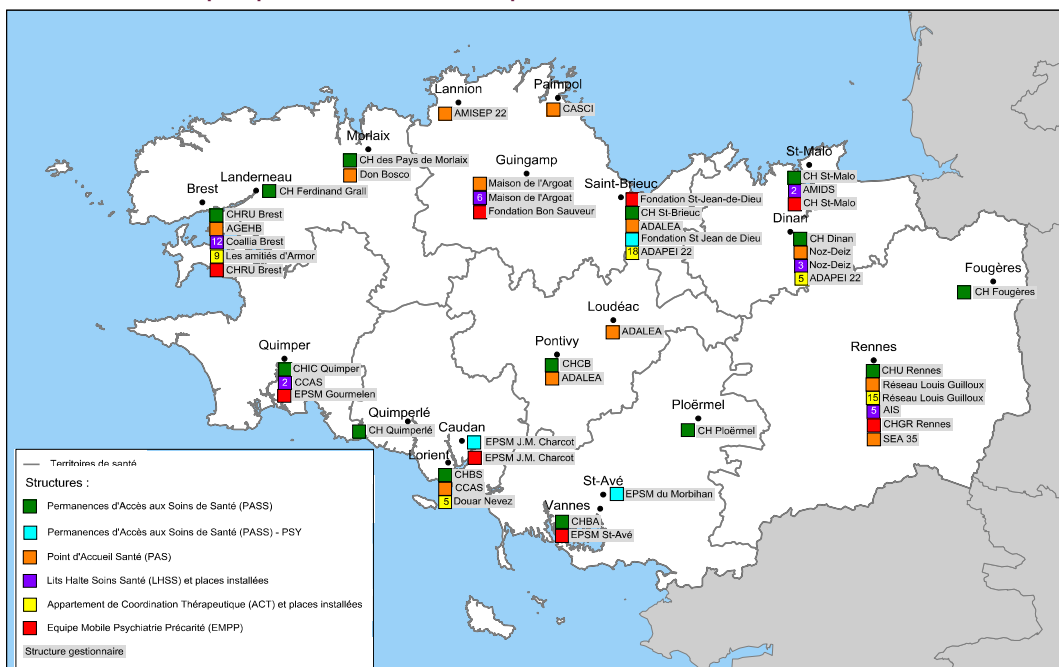 Lannion
AMISEP 22
Paimpol
CASCI
Morlaix
CH des Pays de Morlaix
Don Bosco
Guingamp
Maison de l'Argoat
6 Maison de l'Argoat
Fondation Bon Sauveur
St-Malo
CH St-Malo
2 AMIDS
CH St-Malo
Landerneau
CH Ferdinand Grall
Brest
CHRU Brest
AGEHB
12 Coallia Brest
9 Les amitiés d'Armor
CHRU Brest
Saint-Brieuc
Fondation St-Jean-de-Dieu
CH St-Brieuc
ADALEA
Fondation St Jean de Dieu
18 ADAPEI 22
Dinan
CH Dinan
Noz-Deiz
3 Noz-Deiz
5 ADAPEI 22
Fougères
CH Fougères
Loudéac
ADALEA
Pontivy
CHCB
ADALEA
Quimper
CHIC Quimper
2 CCAS
EPSM Gourmelen
Rennes
CHU Rennes
Réseau Louis Guilloux
15 Réseau Louis Guilloux
5 AIS
CHGR Rennes
SEA 35
Quimperlé
CH Quimperlé
Caudan
EPSM J.M. Charcot
EPSM J.M. Charcot
Ploërmel
CH Ploërmel
Lorient
CHBS
CCAS
5 Douar Nevez
St-Avé
EPSM du Morbihan
Vannes
CHBA
EPSM St-Avé
Territoires de santé
Structures :
Permanences d'Accès aux Soins de Santé (PASS)
Permanences d'Accès aux Soins de Santé (PASS) - PSY
Point d'Accueil Santé (PAS)
Lits Halte Soins Santé (LHSS) et places installées
Appartement de Coordination Thérapeutique (ACT) et places installées
Equipe Mobile Psychiatrie Précarité (EMPP)
Structure gestionnaire